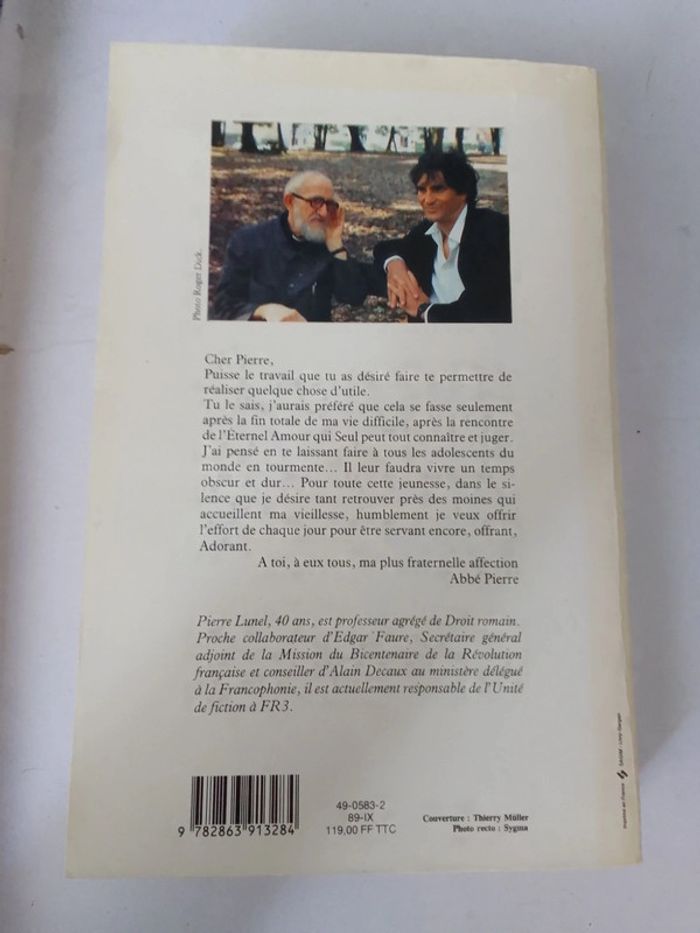 Photo Roger Dick.
Cher Pierre,
Puisse le travail que tu as désiré faire te permettre de
réaliser quelque chose d'utile.
Tu le sais, j'aurais préféré que cela se fasse seulement
après la fin totale de ma vie difficile, après la rencontre
de l'Éternel Amour qui Seul peut tout connaître et juger.
J'ai pensé en te laissant faire à tous les adolescents du
monde en tourmente... Il leur faudra vivre un temps
obscur et dur... Pour toute cette jeunesse, dans le si-
lence que je désire tant retrouver près des moines qui
accueillent ma vieillesse, humblement je veux offrir
l'effort de chaque jour pour être servant encore, offrant,
Adorant.
A toi, à eux tous, ma plus fraternelle affection
Abbé Pierre
Pierre Lunel, 40 ans, est professeur agrégé de Droit romain.
Proche collaborateur d'Edgar Faure, Secrétaire général
adjoint de la Mission du Bicentenaire de la Révolution
française et conseiller d'Alain Decaux au ministère délégué
à la Francophonie, il est actuellement responsable de l'Unité
de fiction à FR3.
9 782863 913284
49-0583-2
89-IX
119,00 FF TTC
Couverture : Thierry Müller
Photo recto : Sygma
Imprimé en France